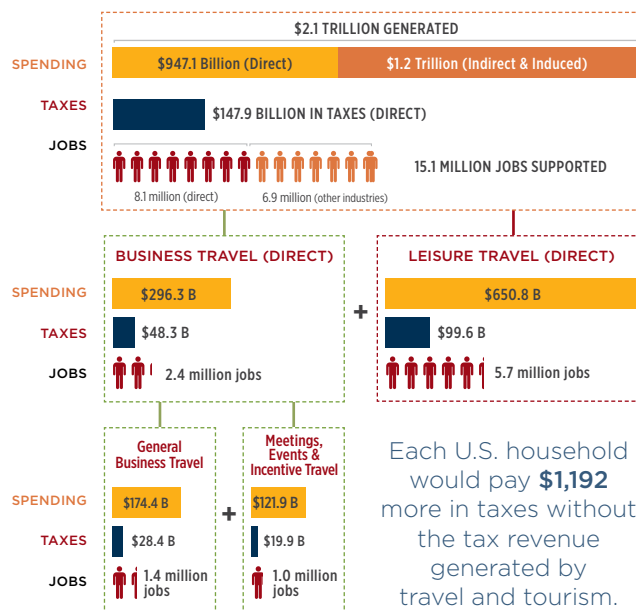 $2.1 TRILLION GENERATED
SPENDING
$947.1 Billion (Direct)
$1.2 Trillion (Indirect & Induced)
TAXES
$147.9 BILLION IN TAXES (DIRECT)
JOBS
15.1 MILLION JOBS SUPPORTED
8.1 million (direct)
6.9 million (other industries)
BUSINESS TRAVEL (DIRECT)
LEISURE TRAVEL (DIRECT)
SPENDING
$296.3 B
$650.8 B
+
TAXES
$48.3 B
$99.6 B
JOBS
2.4 million jobs
5.7 million jobs
General
Business Travel
Meetings,
Events &
Incentive Travel
SPENDING
$174.4 B
$121.9 B
+
TAXES
$28.4 B
$19.9 B
JOBS
1.4 million
jobs
1.0 million
jobs
Each U.S. household
would pay $1,192
more in taxes without
the tax revenue
generated by
travel and tourism.